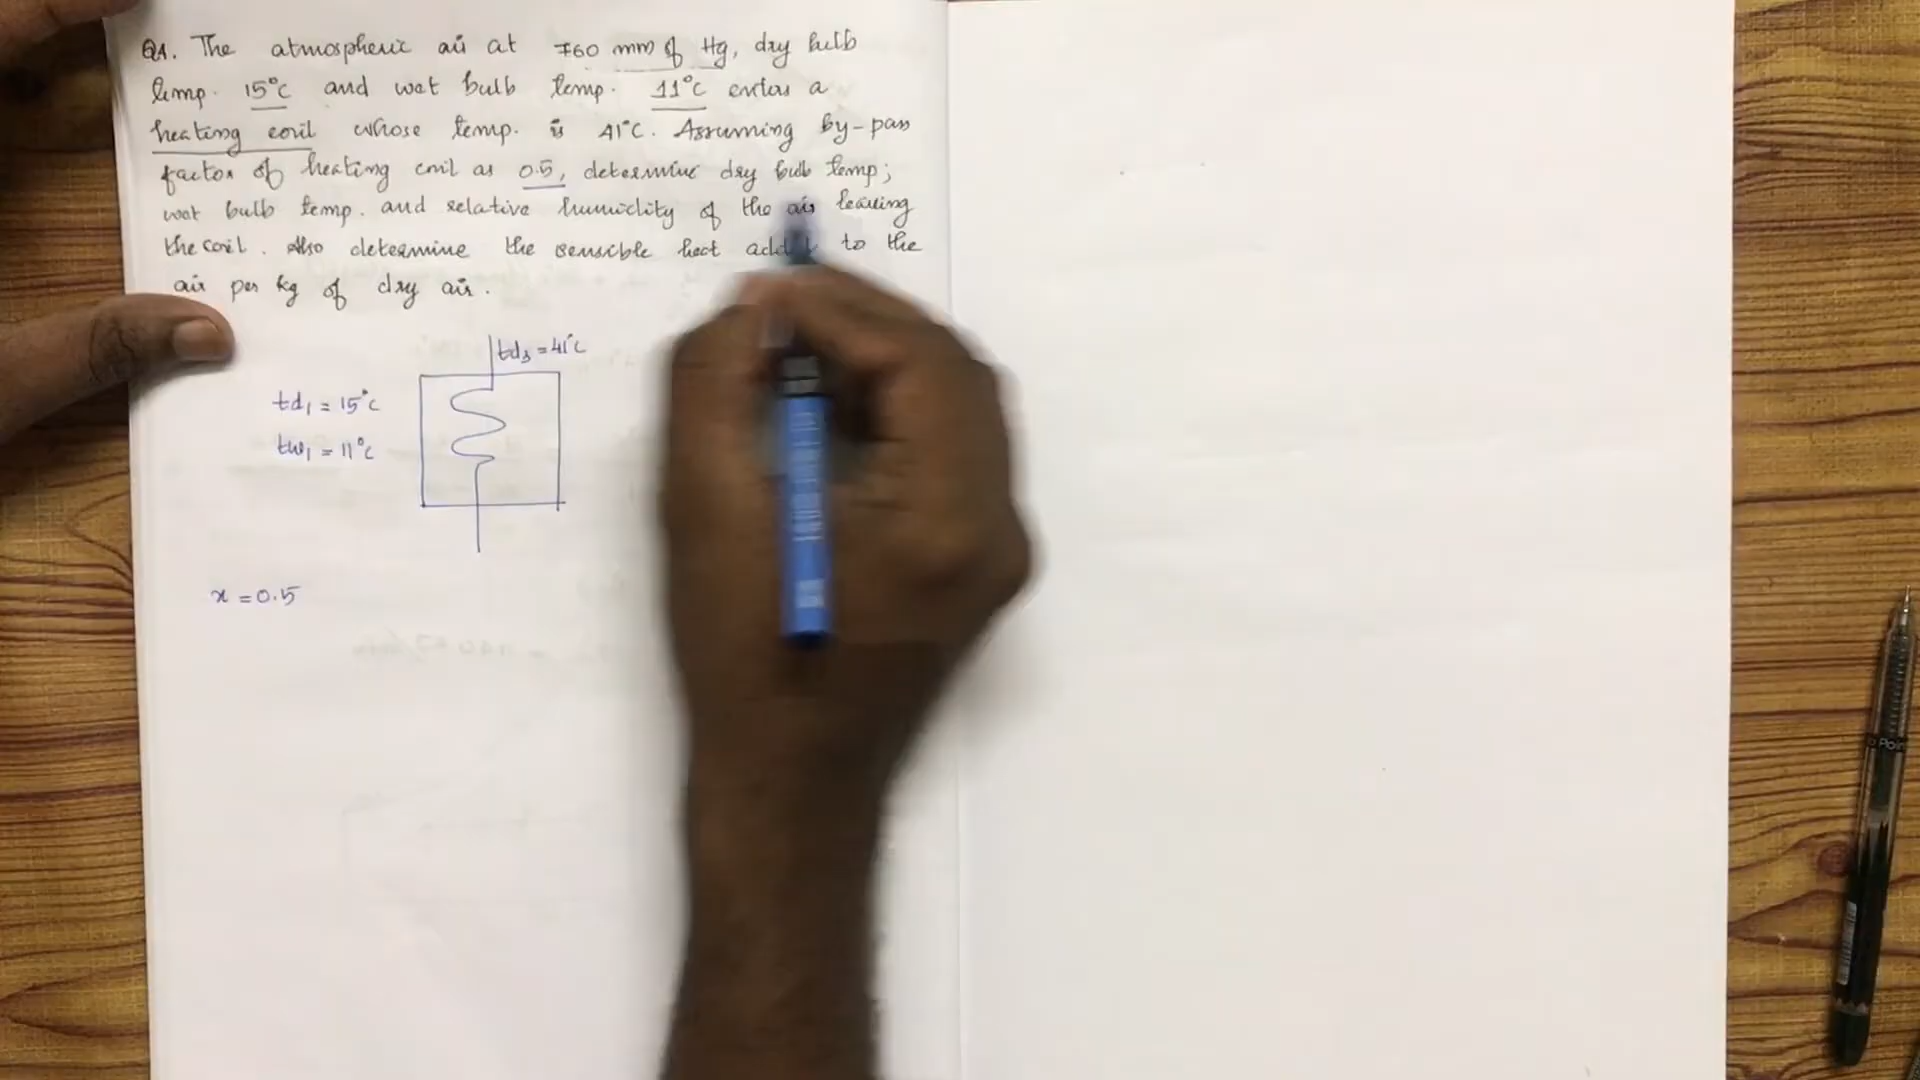 Q1. The atmospheric air at 760 mm of Hg, dry bulb
temp. 15°C and wet bulb temp. 11°C enters a
heating coil whose temp. is 41°C. Assuming by-pass
factor of heating coil as 0.5, determine dry bulb temp;
wet bulb temp. and relative humidity of the air leaving
the coil. Also determine the sensible heat added to the
air per kg of dry air.
td3 = 41°C
td1 = 15°C
tw1 = 11°C
x = 0.5